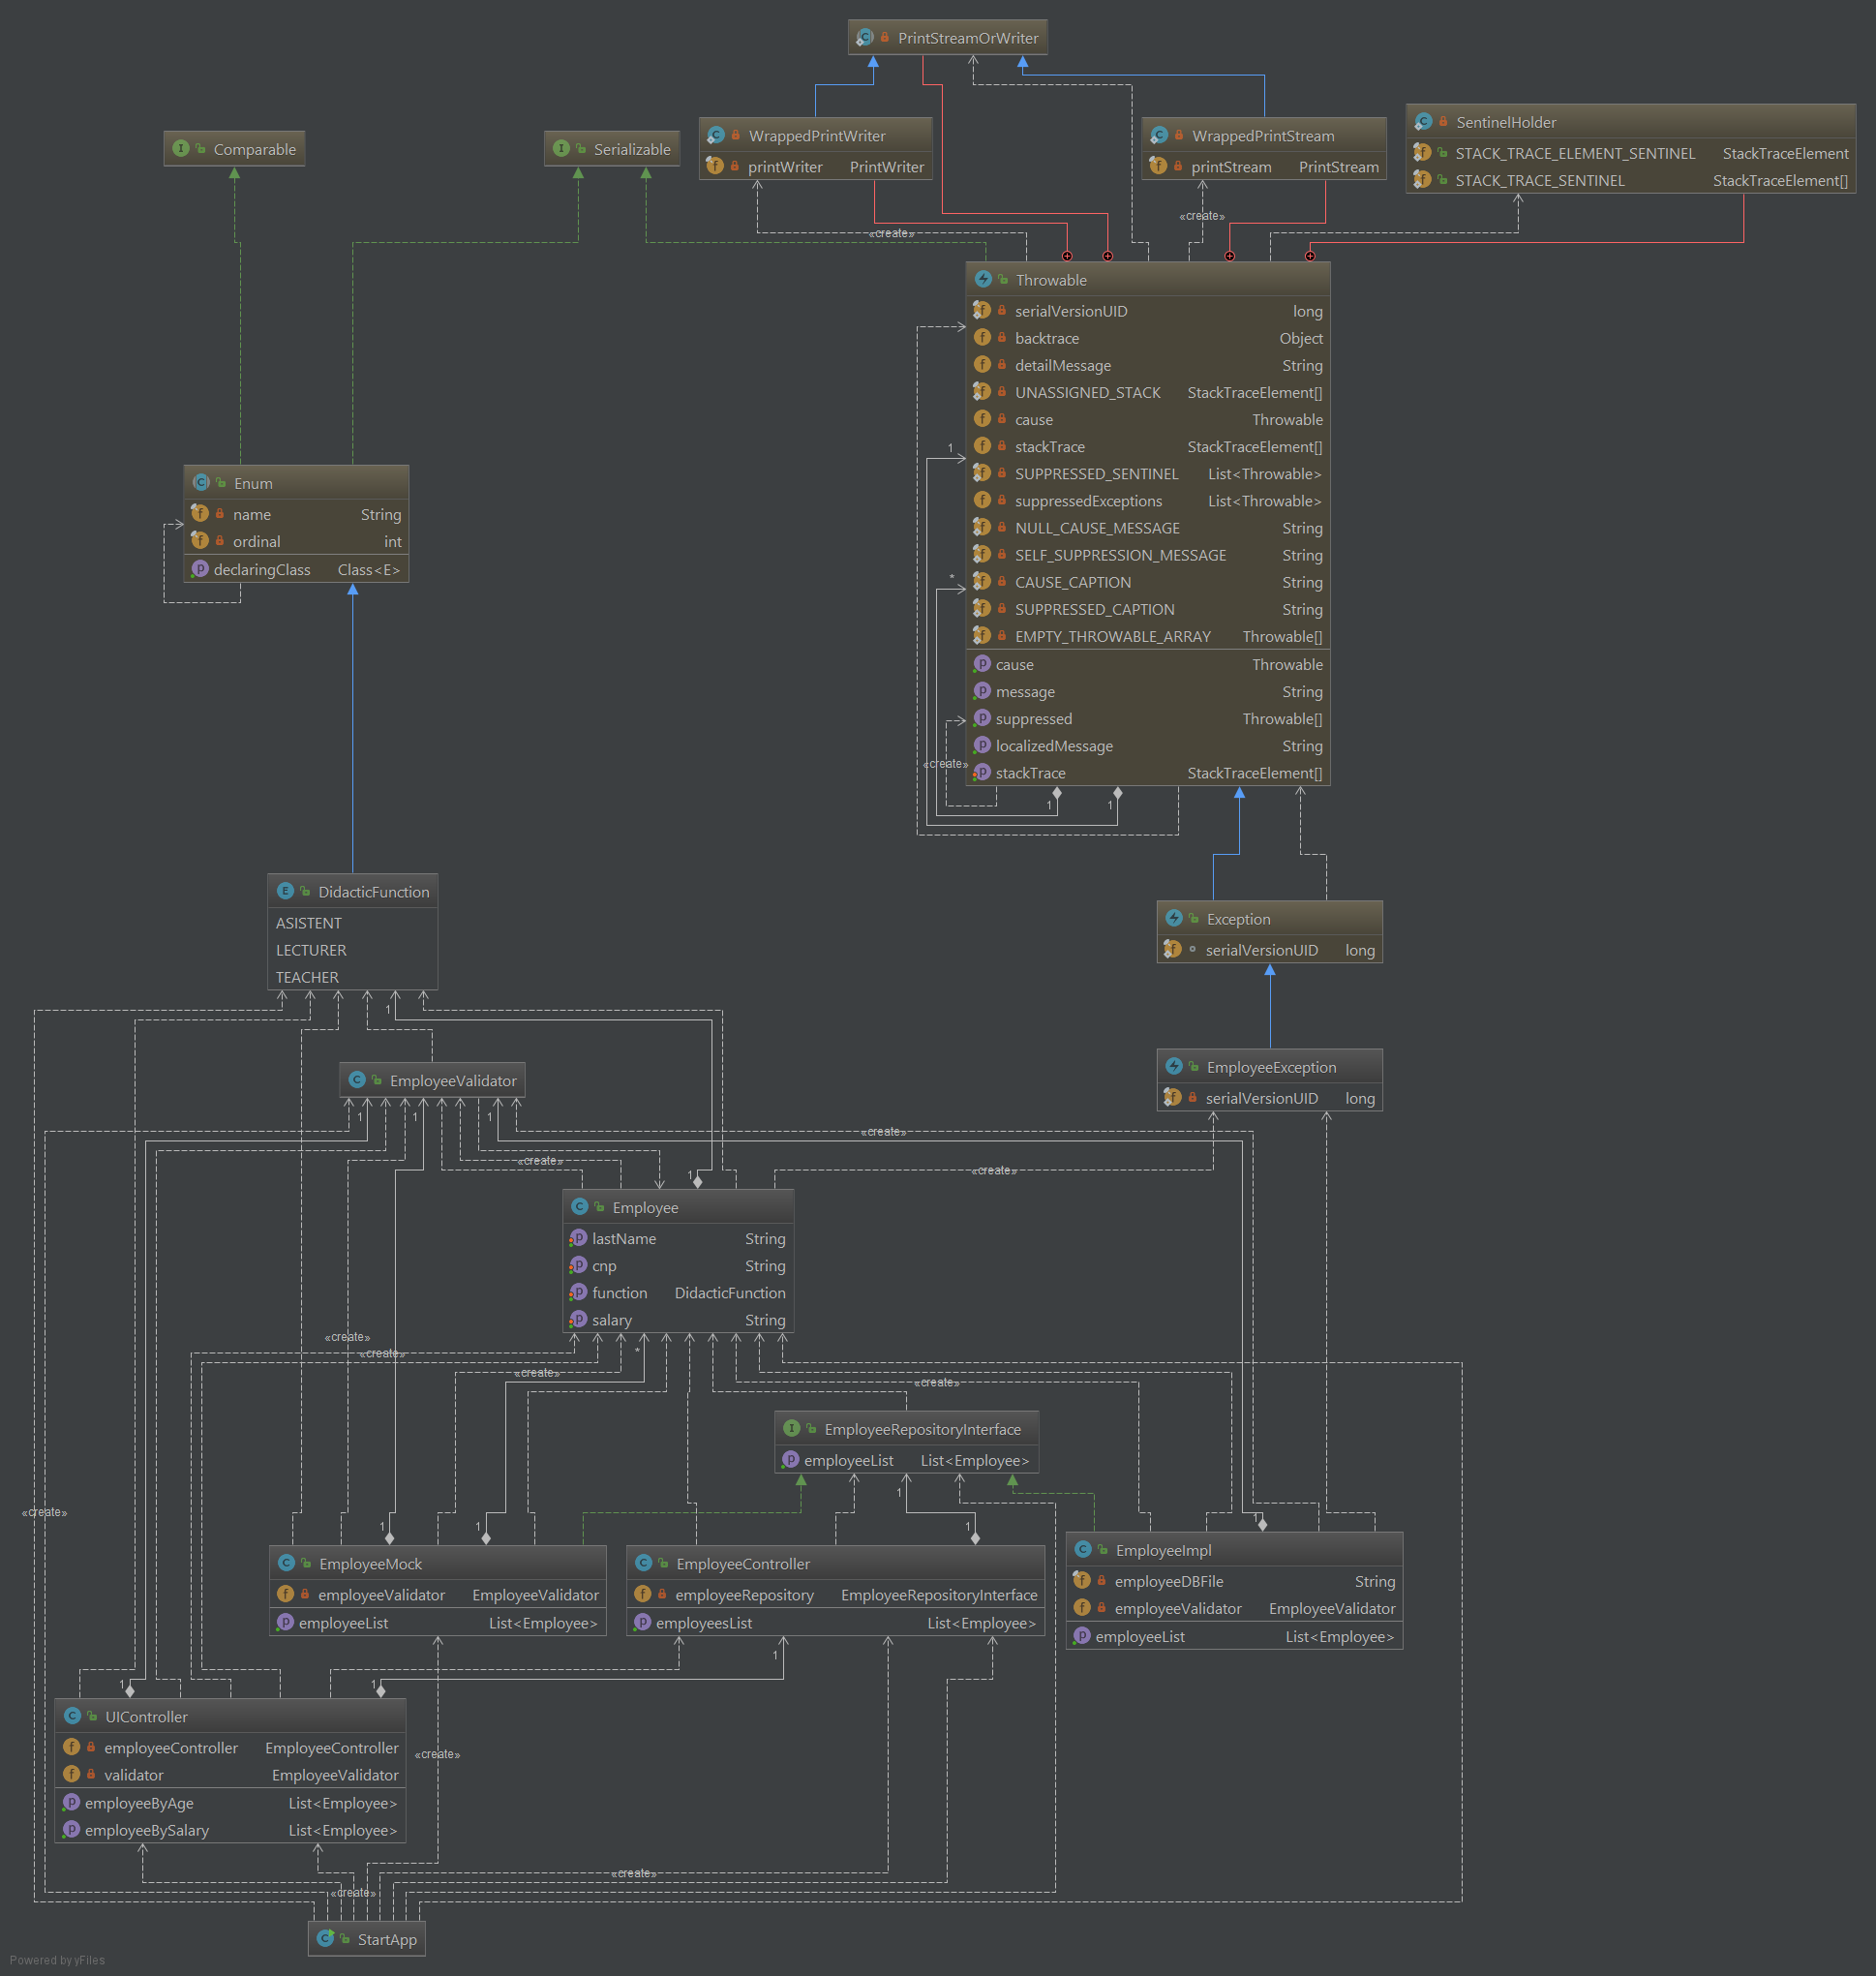 PrintStreamOrWriter
WrappedPrintWriter
printWriter PrintWriter
WrappedPrintStream
printStream PrintStream
SentinelHolder
STACK_TRACE_ELEMENT_SENTINEL StackTraceElement
STACK_TRACE_SENTINEL StackTraceElement[]
Comparable
Serializable
«create»
«create»
Throwable
serialVersionUID long
backtrace Object
detailMessage String
UNASSIGNED_STACK StackTraceElement[]
cause Throwable
stackTrace StackTraceElement[]
SUPPRESSED_SENTINEL List<Throwable>
suppressedExceptions List<Throwable>
NULL_CAUSE_MESSAGE String
SELF_SUPPRESSION_MESSAGE String
CAUSE_CAPTION String
SUPPRESSED_CAPTION String
EMPTY_THROWABLE_ARRAY Throwable[]
cause Throwable
message String
suppressed Throwable[]
localizedMessage String
stackTrace StackTraceElement[]
1
*
«create»
1
1
Enum
name String
ordinal int
declaringClass Class<E>
DidacticFunction
ASISTENT
LECTURER
TEACHER
Exception
serialVersionUID long
1
EmployeeException
serialVersionUID long
EmployeeValidator
1
1
1
«create»
«create»
«create»
1
Employee
lastName String
cnp String
function DidacticFunction
salary String
«create»
«create»
*
«create»
«create»
EmployeeRepositoryInterface
employeeList List<Employee>
«create»
1
1
1
1
1
EmployeeMock
employeeValidator EmployeeValidator
employeeList List<Employee>
EmployeeController
employeeRepository EmployeeRepositoryInterface
employeesList List<Employee>
EmployeeImpl
employeeDBFile String
employeeValidator EmployeeValidator
employeeList List<Employee>
1
1
1
UIController
employeeController EmployeeController
validator EmployeeValidator
employeeByAge List<Employee>
employeeBySalary List<Employee>
«create»
«create»
«create»
StartApp
Powered by yFiles